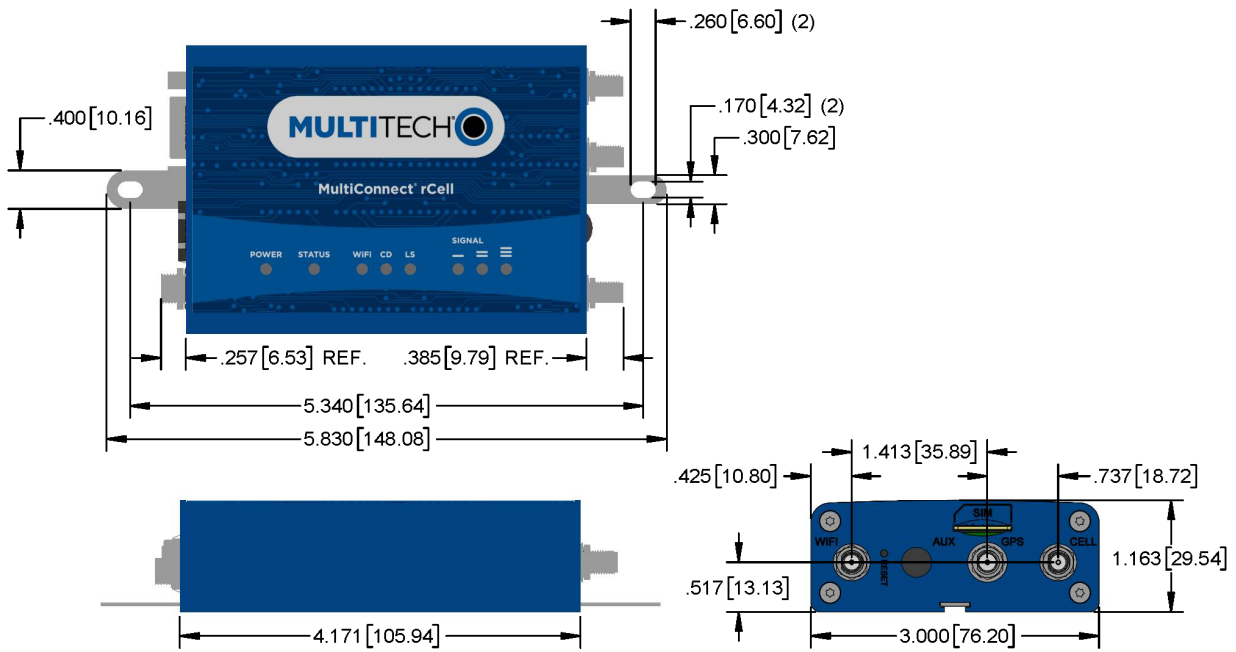 .260[6.60] (2)
.400[10.16]
.170[4.32] (2)
.300[7.62]
MULTITECH®
MultiConnect® rCell
SIGNAL
POWER STATUS WiFi CD LS
.257[6.53] REF. .385[9.79] REF.
5.340[135.64]
5.830[148.08]
1.413[35.89]
.425[10.80] .737[18.72]
SIM
WIFI AUX GPS CELL
RESET
1.163[29.54]
.517[13.13]
4.171[105.94]
3.000[76.20]